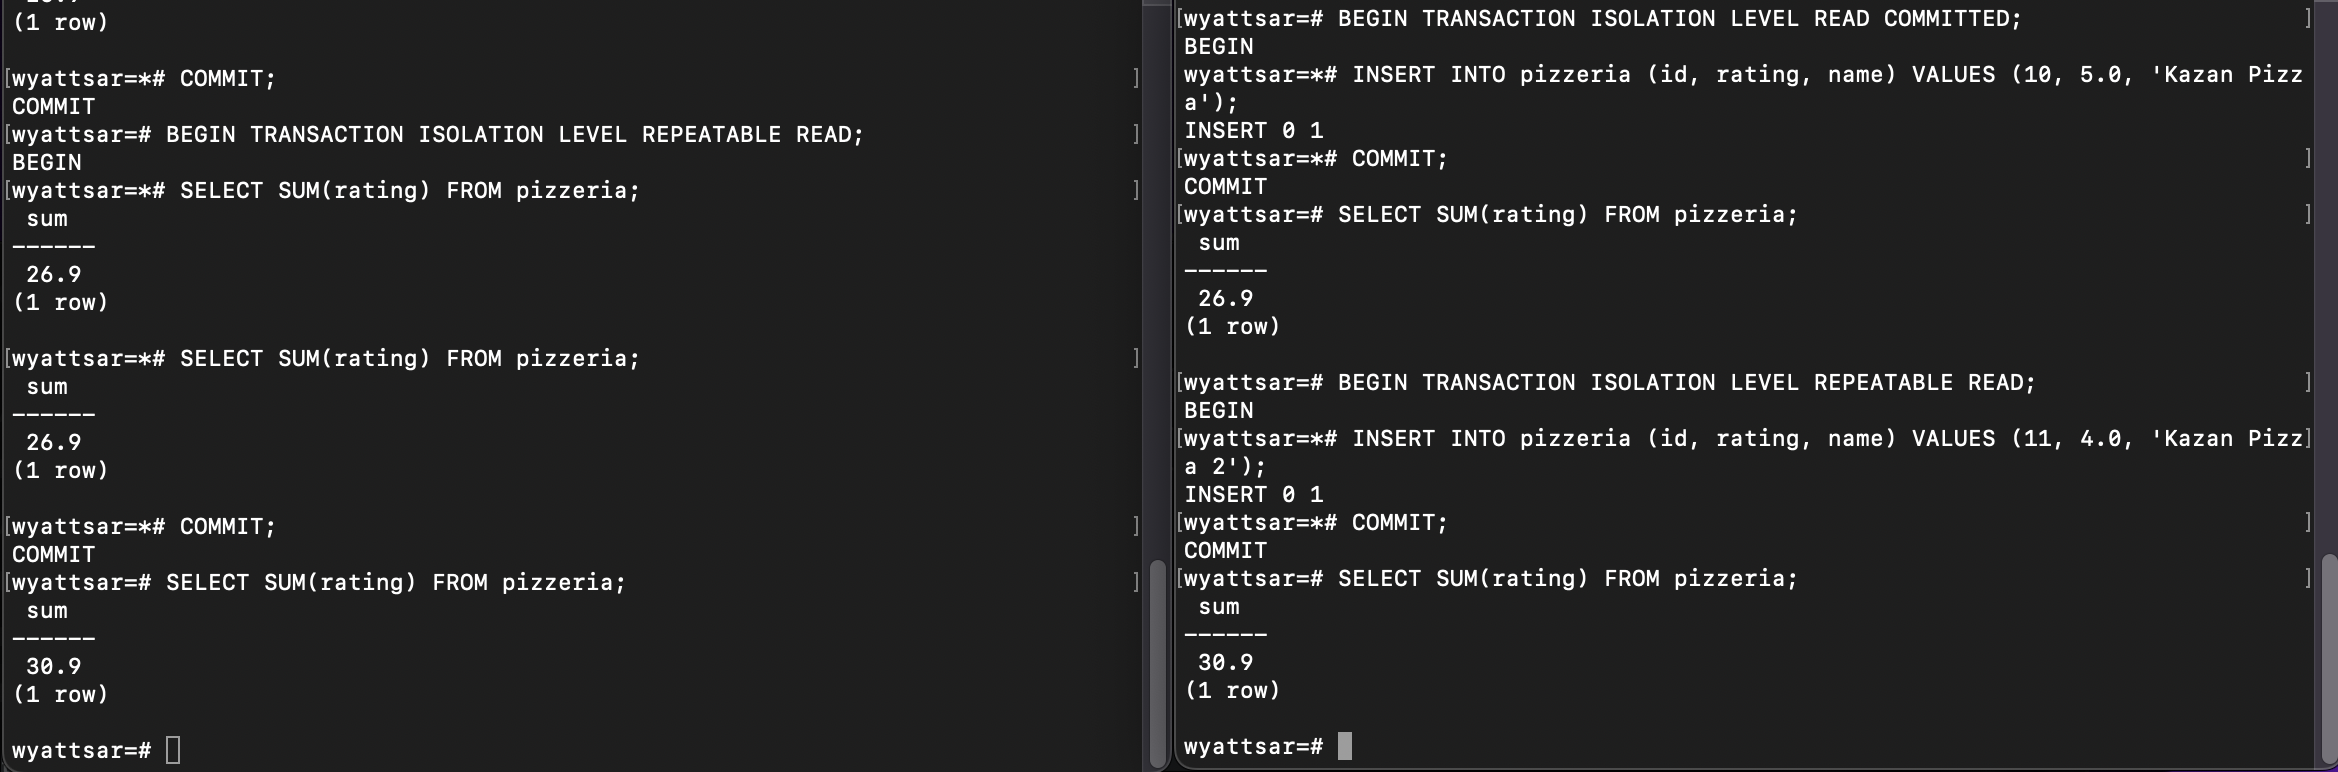 (1 row)
[wyattsar=*# COMMIT; ]
COMMIT
[wyattsar=# BEGIN TRANSACTION ISOLATION LEVEL REPEATABLE READ; ]
BEGIN
[wyattsar=*# SELECT SUM(rating) FROM pizzeria; ]
sum
------
26.9
(1 row)
[wyattsar=*# SELECT SUM(rating) FROM pizzeria; ]
sum
------
26.9
(1 row)
[wyattsar=*# COMMIT; ]
COMMIT
[wyattsar=# SELECT SUM(rating) FROM pizzeria; ]
sum
------
30.9
(1 row)
wyattsar=#
[wyattsar=# BEGIN TRANSACTION ISOLATION LEVEL READ COMMITTED; ]
BEGIN
wyattsar=*# INSERT INTO pizzeria (id, rating, name) VALUES (10, 5.0, 'Kazan Pizz
a');
INSERT 0 1
[wyattsar=*# COMMIT; ]
COMMIT
[wyattsar=# SELECT SUM(rating) FROM pizzeria; ]
sum
------
26.9
(1 row)
[wyattsar=# BEGIN TRANSACTION ISOLATION LEVEL REPEATABLE READ; ]
BEGIN
[wyattsar=*# INSERT INTO pizzeria (id, rating, name) VALUES (11, 4.0, 'Kazan Pizz]
a 2');
INSERT 0 1
[wyattsar=*# COMMIT; ]
COMMIT
[wyattsar=# SELECT SUM(rating) FROM pizzeria; ]
sum
------
30.9
(1 row)
wyattsar=#